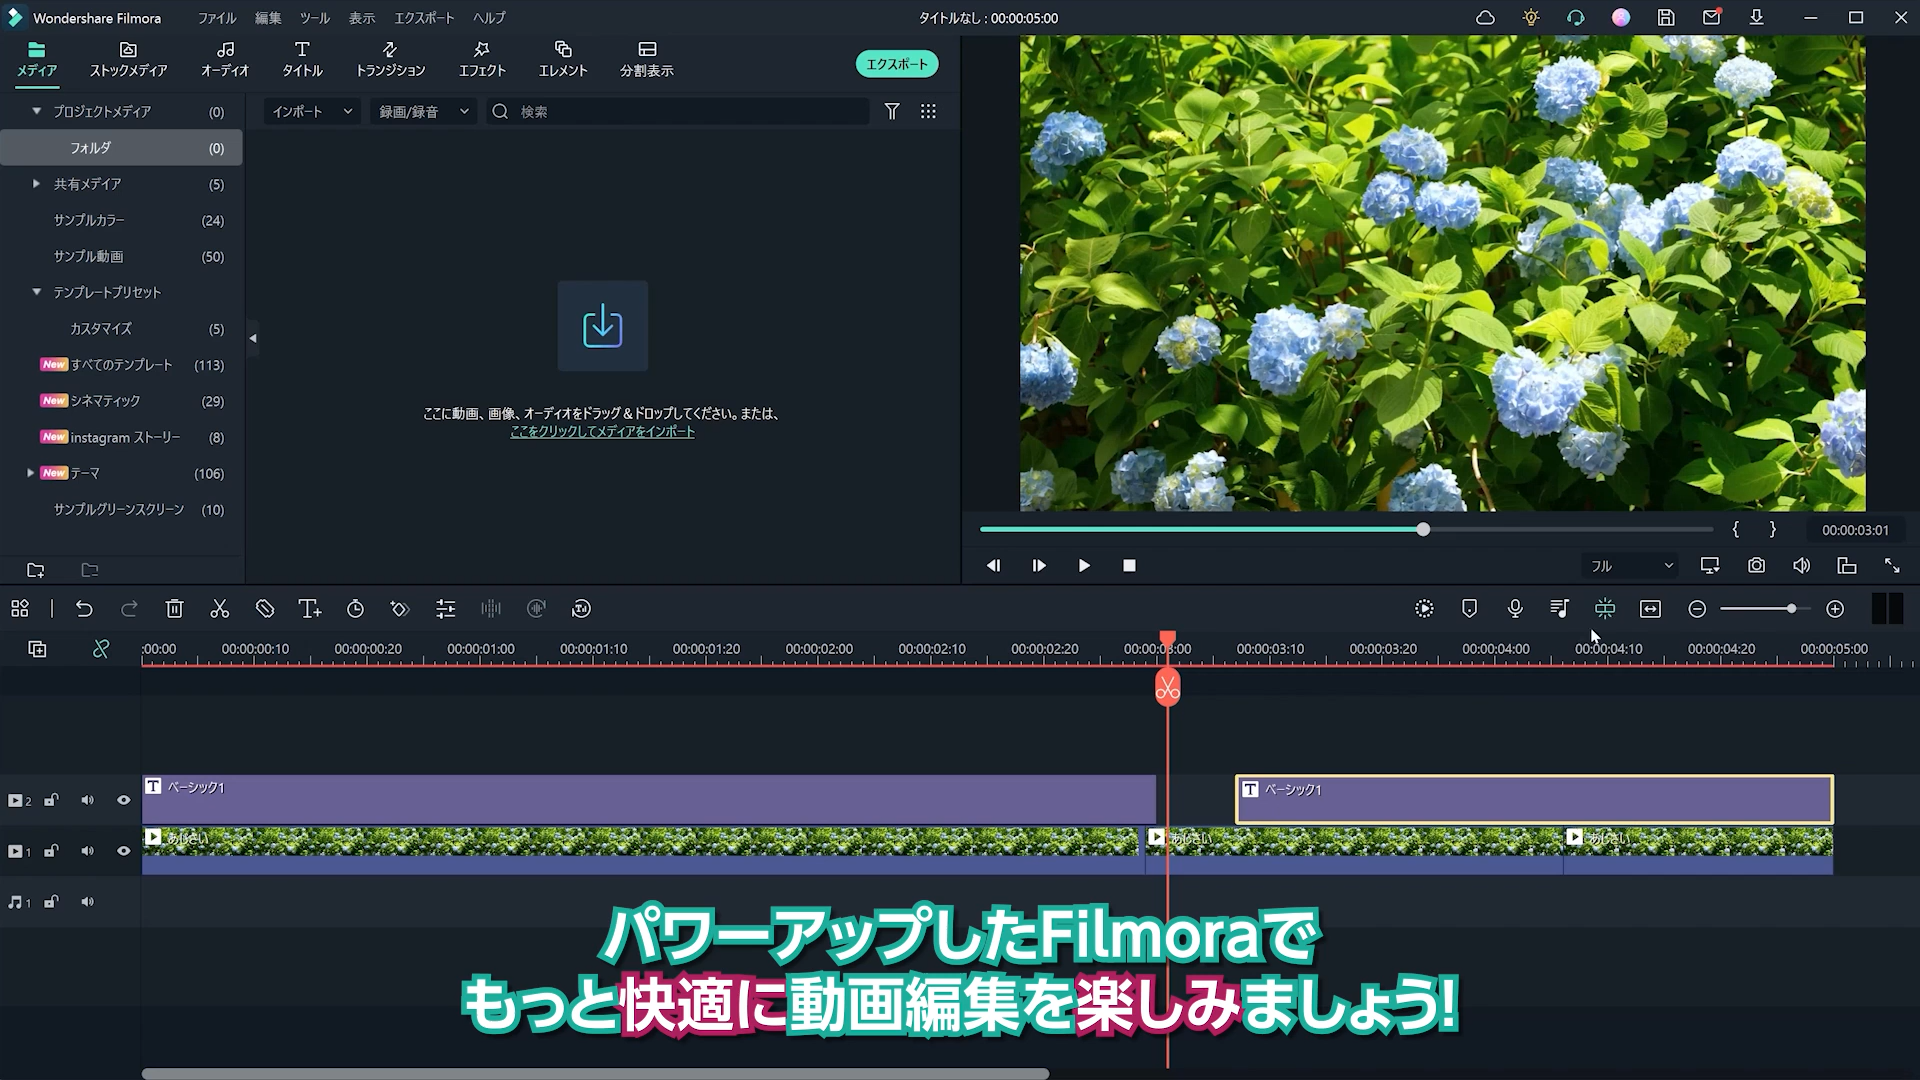 Wondershare Filmora ファイル 編集 ツール 表示 エクスポート ヘルプ
タイトルなし : 00:00:05:00
メディア ストックメディア オーディオ タイトル トランジション エフェクト エレメント 分割表示
エクスポート
プロジェクトメディア (0)
フォルダ (0)
共有メディア (5)
サンプルカラー (24)
サンプル動画 (50)
テンプレートプリセット
カスタマイズ (5)
New すべてのテンプレート (113)
New シネマティック (29)
New instagram ストーリー (8)
New テーマ (106)
サンプルグリーンスクリーン (10)
インポート 録画/録音 検索
ここに動画、画像、オーディオをドラッグ＆ドロップしてください。または、
ここをクリックしてメディアをインポート
{ } 00:00:03:01
フル
:00:00 00:00:00:10 00:00:00:20 00:00:01:00 00:00:01:10 00:00:01:20 00:00:02:00 00:00:02:10 00:00:02:20 00:00:03:00 00:00:03:10 00:00:03:20 00:00:04:00 00:00:04:10 00:00:04:20 00:00:05:00
2 T ベーシック1 T ベーシック1
1 あじさい あじさい あじさい
1
パワーアップしたFilmoraで
もっと快適に動画編集を楽しみましょう!